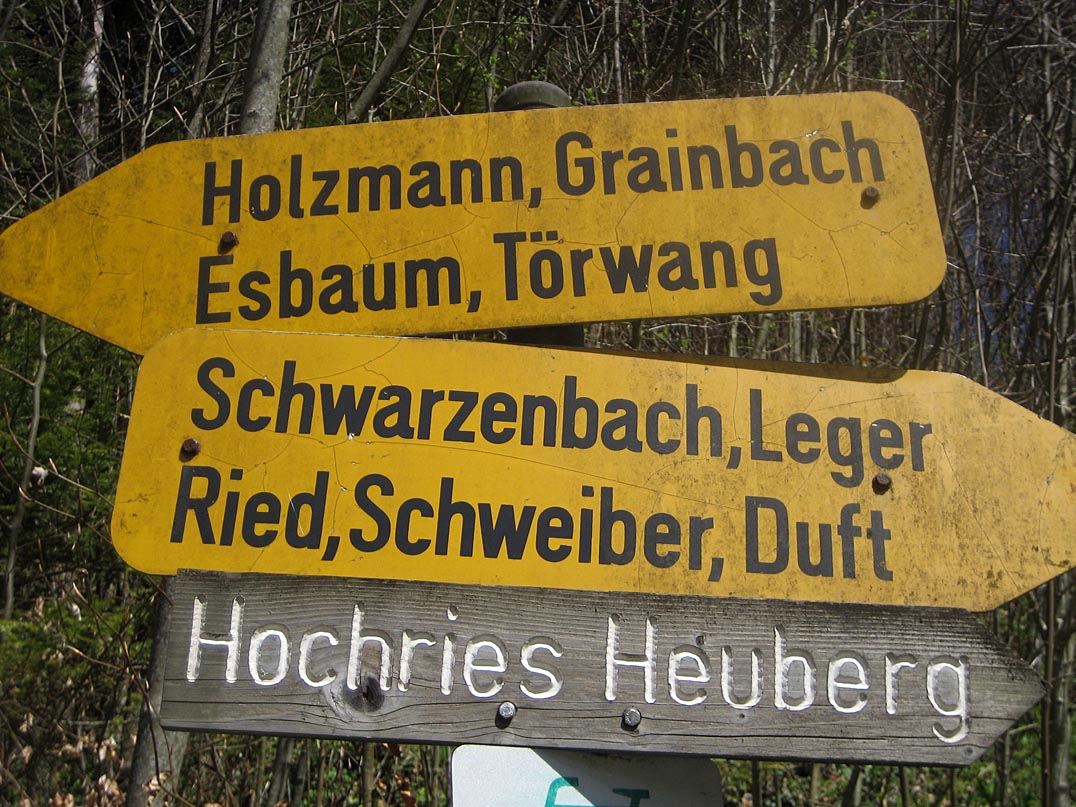 Holzmann, Grainbach
Esbaum, Törwang
Schwarzenbach, Leger
Ried, Schweiber, Duft
Hochries Heuberg